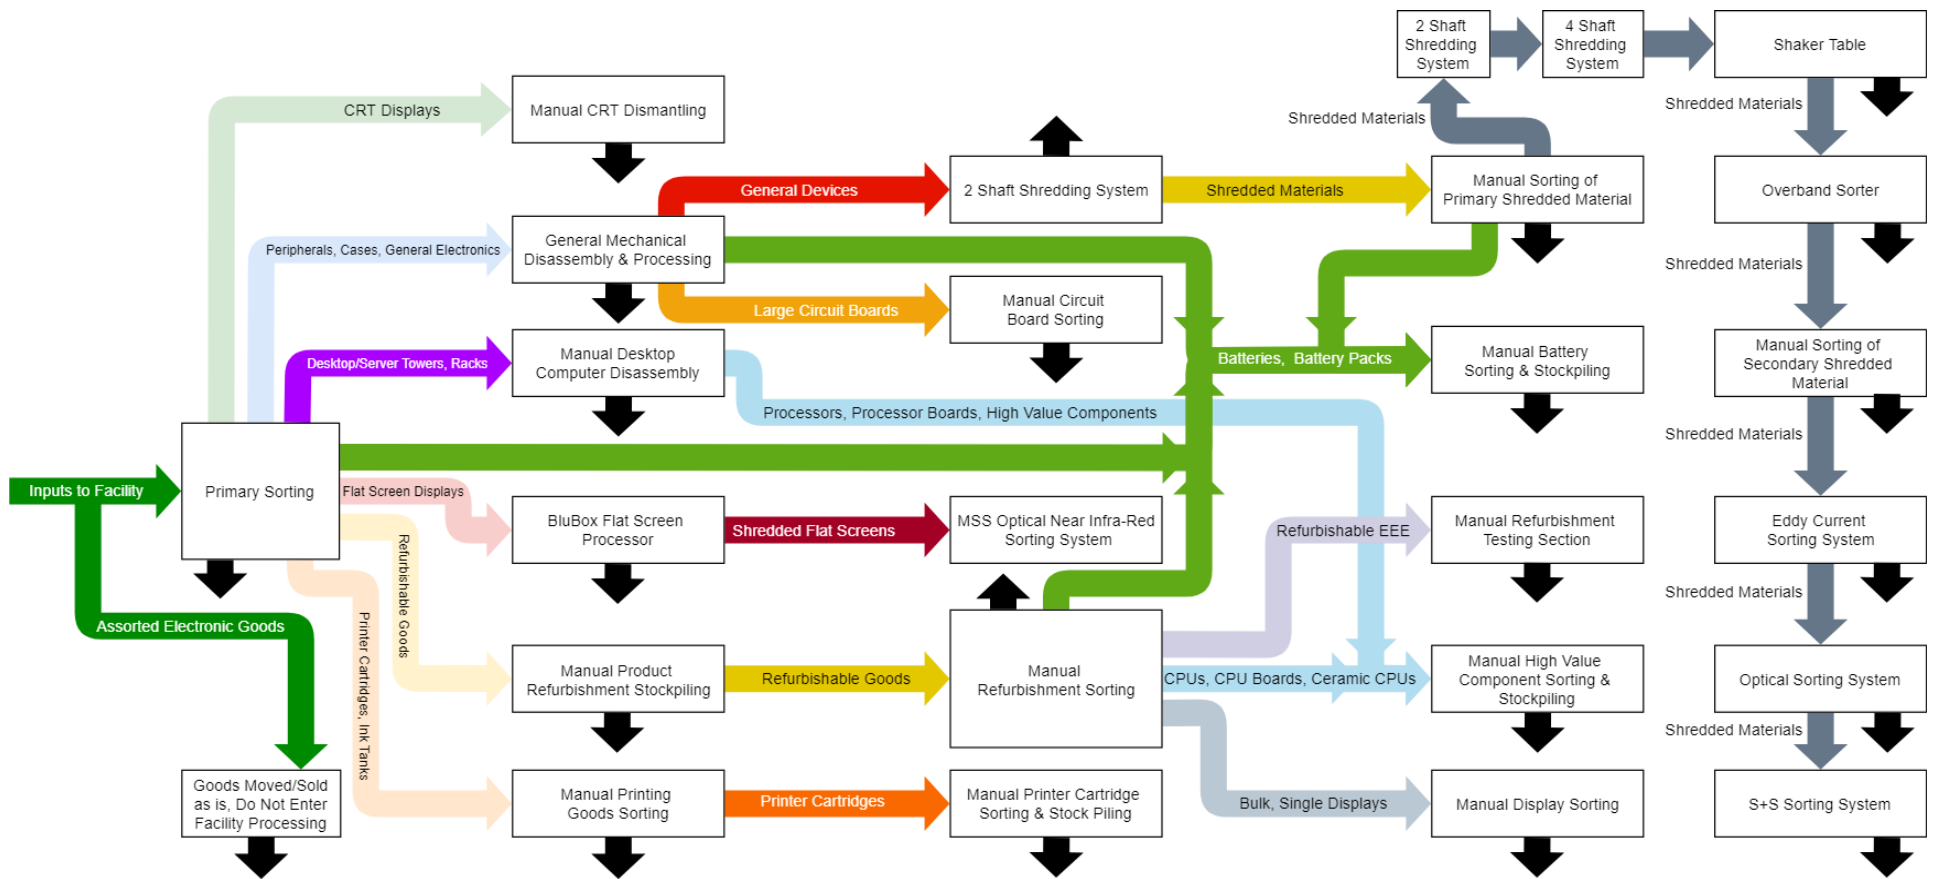 2 Shaft
Shredding
System
4 Shaft
Shredding
System
Shaker Table
CRT Displays
Manual CRT Dismantling
Shredded Materials
Shredded Materials
General Devices
2 Shaft Shredding System
Shredded Materials
Manual Sorting of
Primary Shredded Material
Overband Sorter
Peripherals, Cases, General Electronics
General Mechanical
Disassembly & Processing
Shredded Materials
Large Circuit Boards
Manual Circuit
Board Sorting
Desktop/Server Towers, Racks
Manual Desktop
Computer Disassembly
Batteries, Battery Packs
Manual Battery
Sorting & Stockpiling
Manual Sorting of
Secondary Shredded
Material
Processors, Processor Boards, High Value Components
Shredded Materials
Inputs to Facility
Primary Sorting
Flat Screen Displays
BluBox Flat Screen
Processor
Shredded Flat Screens
MSS Optical Near Infra-Red
Sorting System
Refurbishable EEE
Manual Refurbishment
Testing Section
Eddy Current
Sorting System
Refurbishable Goods
Shredded Materials
Assorted Electronic Goods
Printer Cartridges, Ink Tanks
Manual Product
Refurbishment Stockpiling
Refurbishable Goods
Manual
Refurbishment Sorting
CPUs, CPU Boards, Ceramic CPUs
Manual High Value
Component Sorting &
Stockpiling
Optical Sorting System
Shredded Materials
Goods Moved/Sold
as is, Do Not Enter
Facility Processing
Manual Printing
Goods Sorting
Printer Cartridges
Manual Printer Cartridge
Sorting & Stock Piling
Bulk, Single Displays
Manual Display Sorting
S+S Sorting System